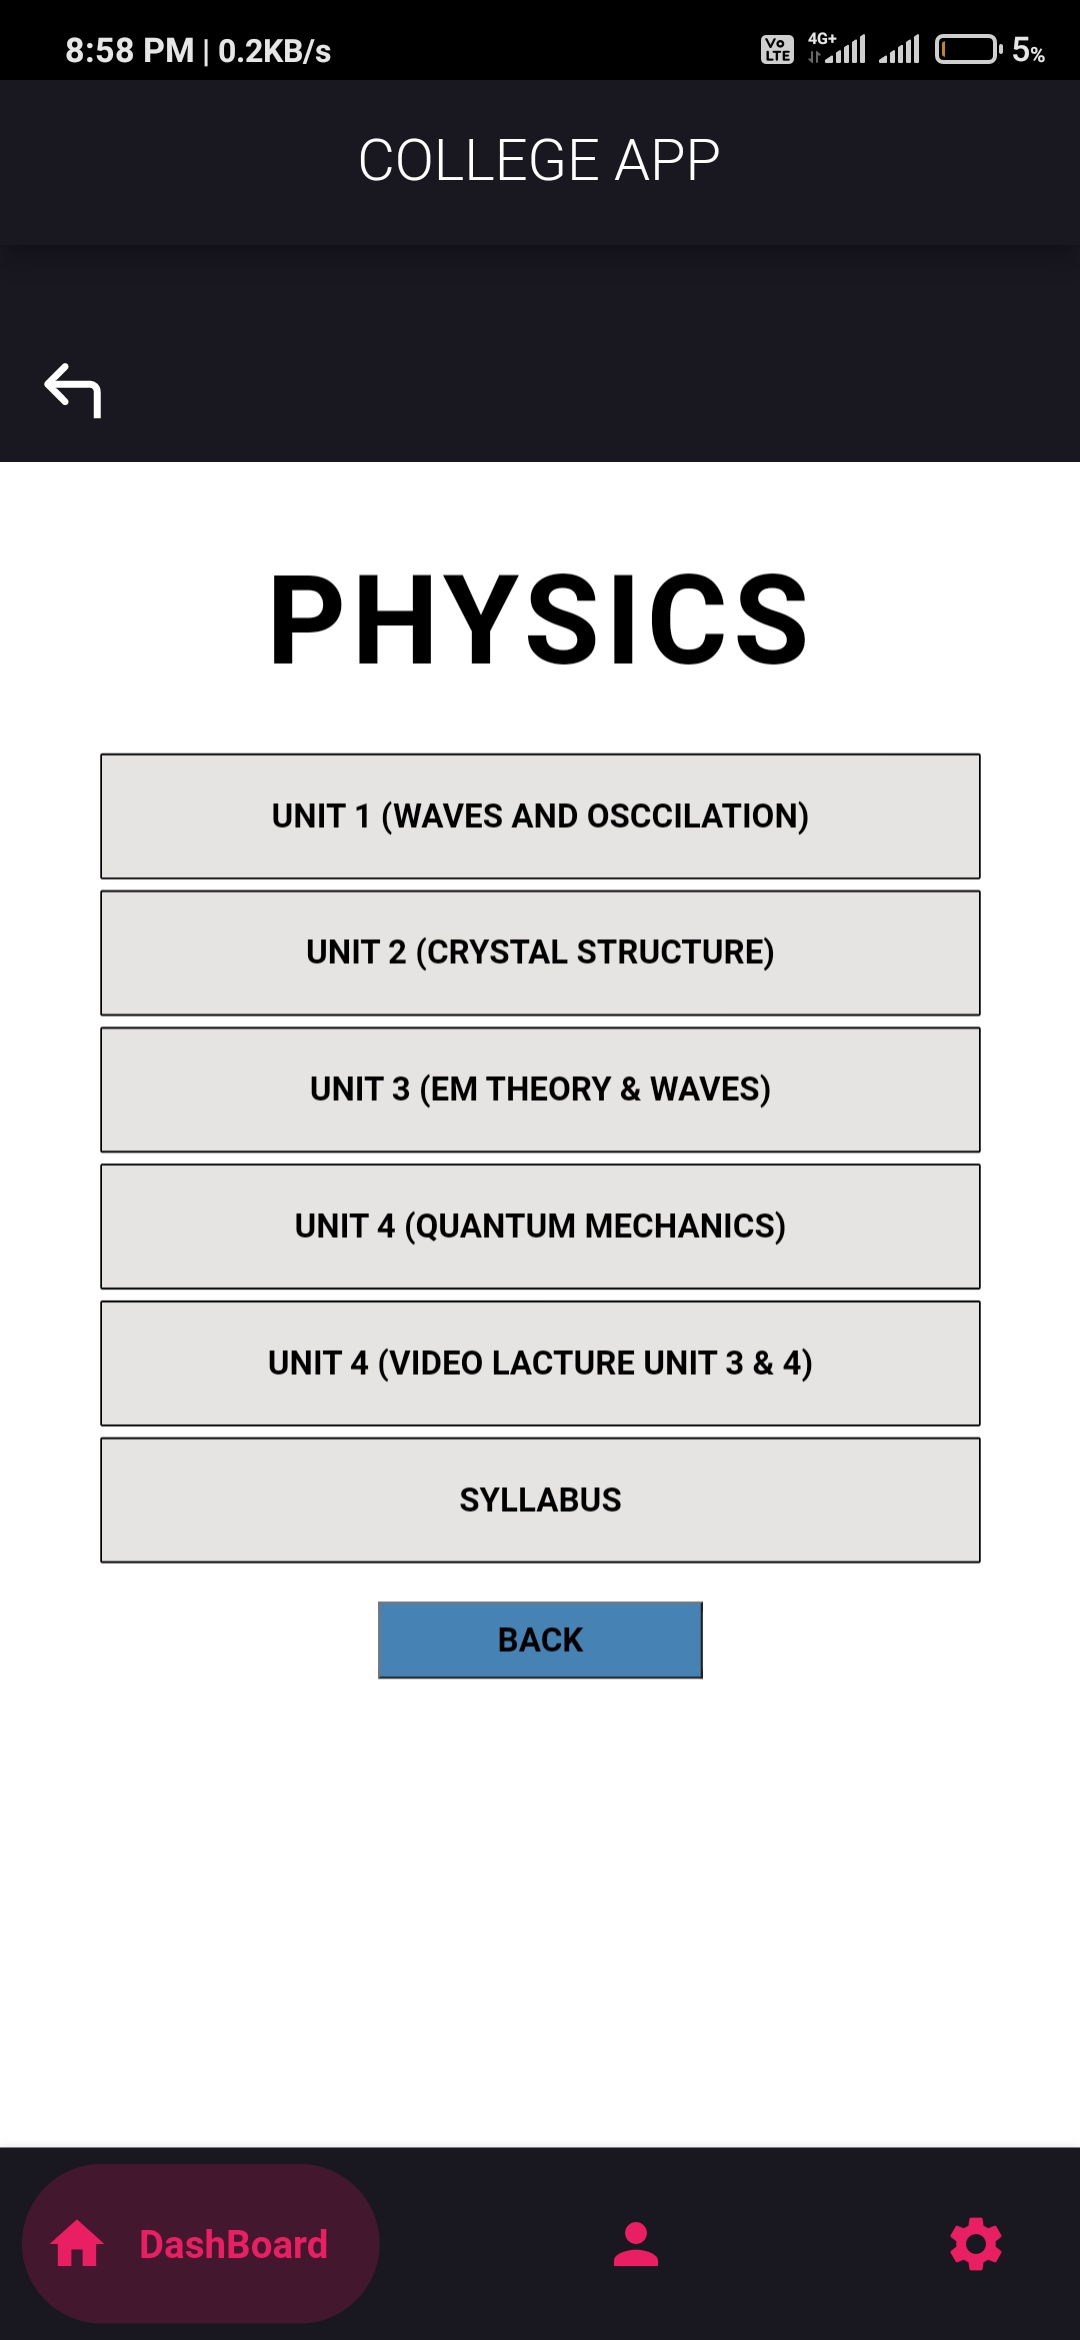 8:58 PM | 0.2KB/s
Vo LTE 4G+ 5%
COLLEGE APP
PHYSICS
UNIT 1 (WAVES AND OSCCILATION)
UNIT 2 (CRYSTAL STRUCTURE)
UNIT 3 (EM THEORY & WAVES)
UNIT 4 (QUANTUM MECHANICS)
UNIT 4 (VIDEO LACTURE UNIT 3 & 4)
SYLLABUS
BACK
DashBoard